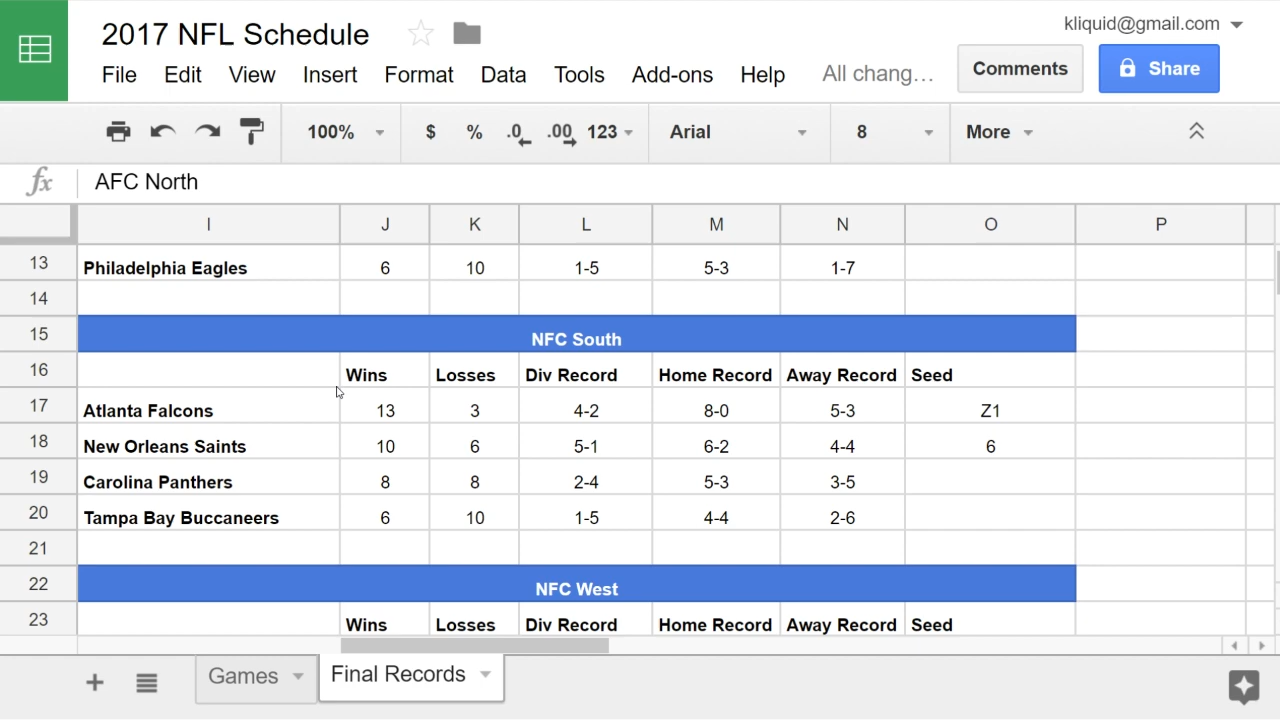 2017 NFL Schedule
kliquid@gmail.com
File Edit View Insert Format Data Tools Add-ons Help All chang... Comments Share
100% $ % .0 .00 123 Arial 8 More
fx AFC North
I J K L M N O P
13 Philadelphia Eagles 6 10 1-5 5-3 1-7
14
15 NFC South
16 Wins Losses Div Record Home Record Away Record Seed
17 Atlanta Falcons 13 3 4-2 8-0 5-3 Z1
18 New Orleans Saints 10 6 5-1 6-2 4-4 6
19 Carolina Panthers 8 8 2-4 5-3 3-5
20 Tampa Bay Buccaneers 6 10 1-5 4-4 2-6
21
22 NFC West
23 Wins Losses Div Record Home Record Away Record Seed
Games Final Records